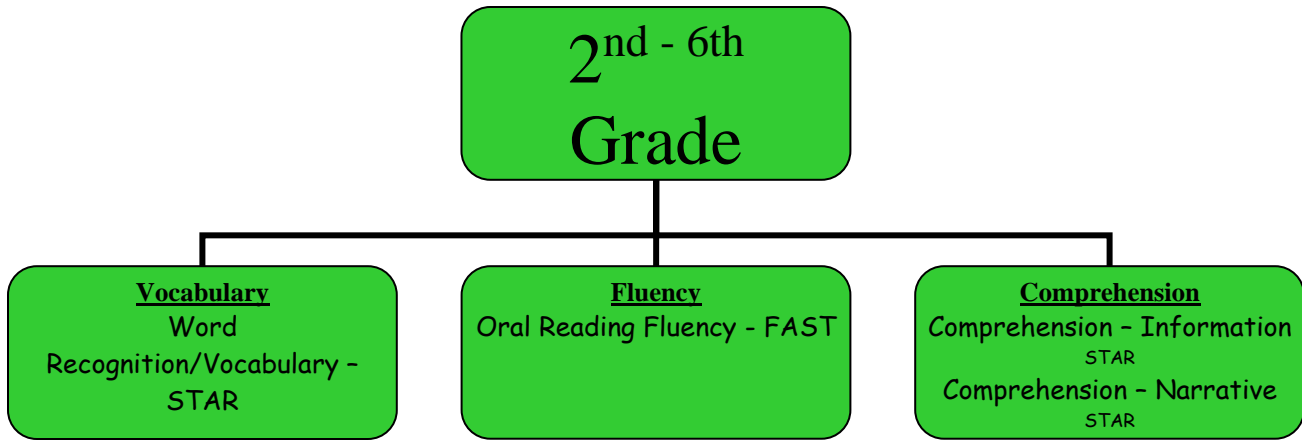 2nd - 6th
Grade
Vocabulary
Word
Recognition/Vocabulary –
STAR
Fluency
Oral Reading Fluency - FAST
Comprehension
Comprehension – Information
STAR
Comprehension – Narrative
STAR